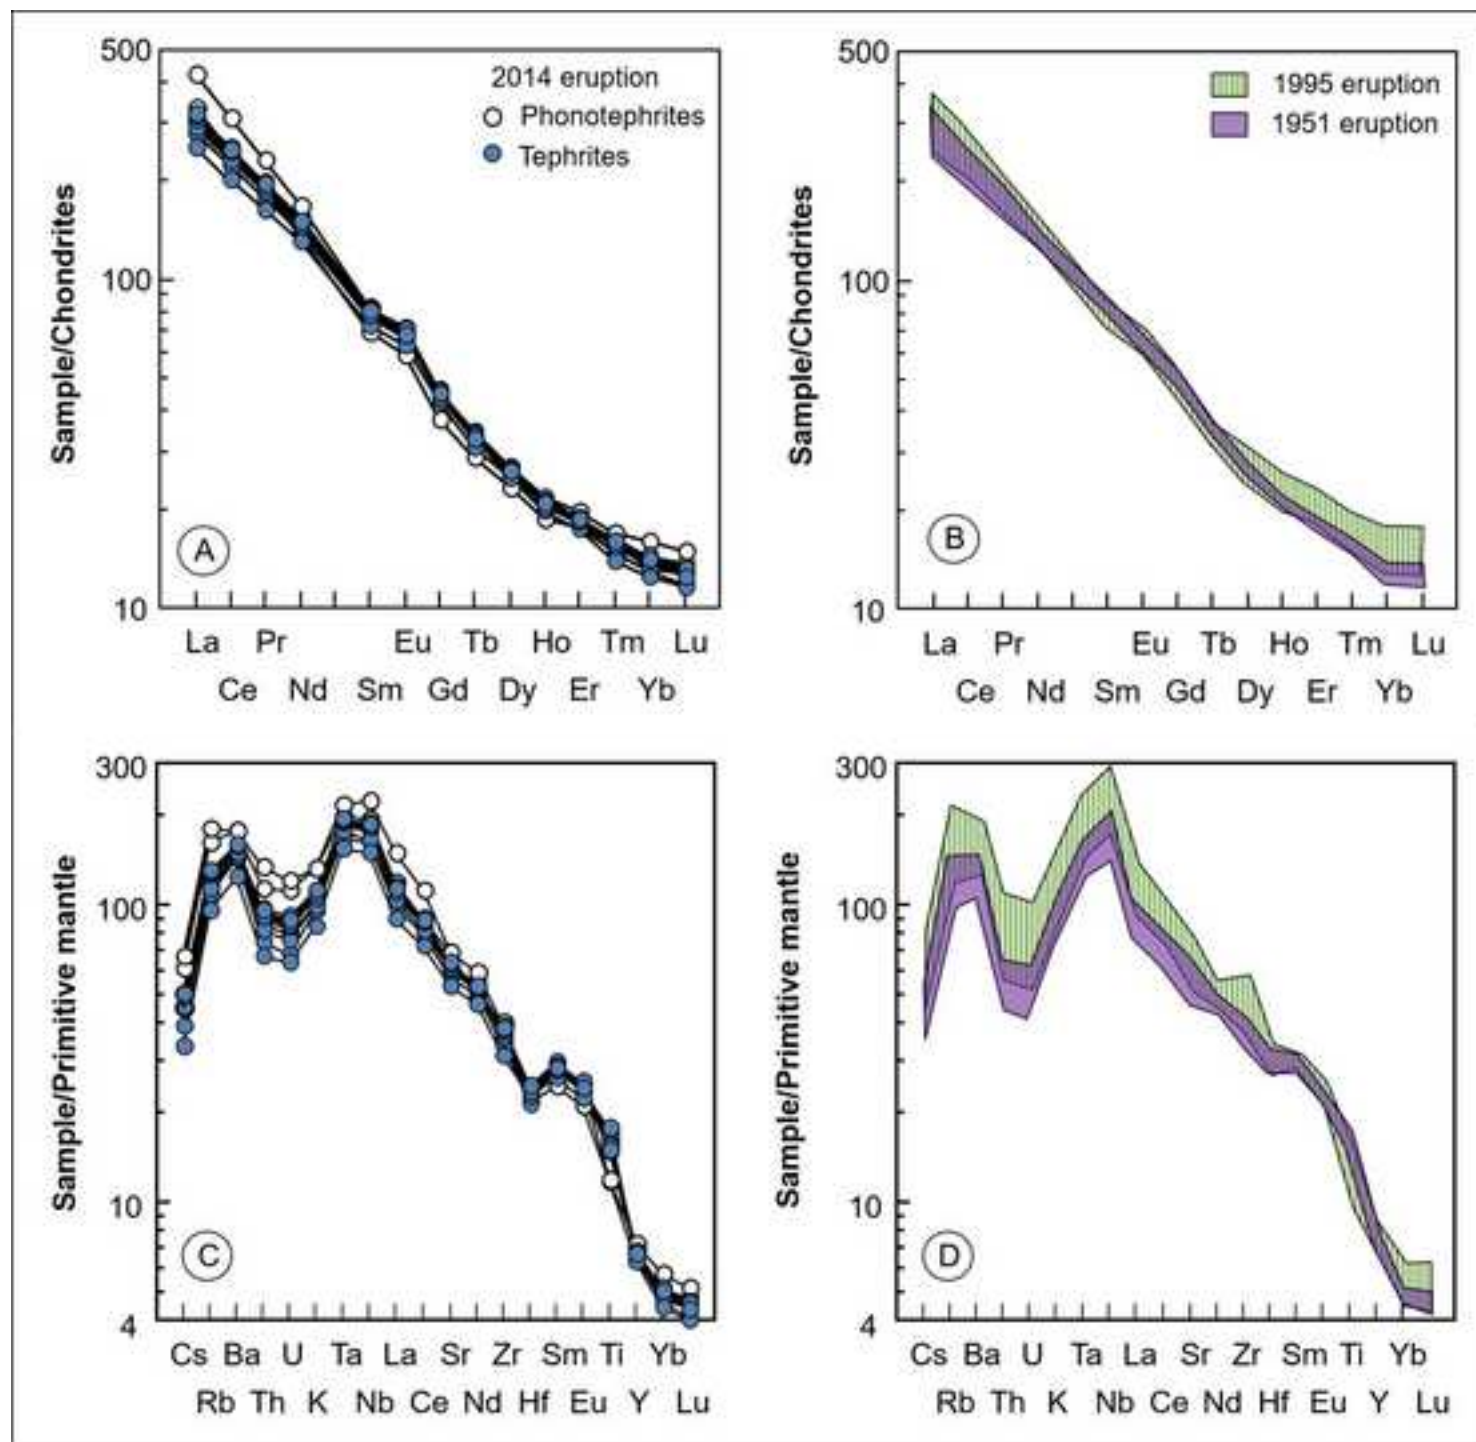 500
2014 eruption
Phonotephrites
Tephrites
Sample/Chondrites
100
A
10
La Pr Eu Tb Ho Tm Lu
Ce Nd Sm Gd Dy Er Yb
500
1995 eruption
1951 eruption
Sample/Chondrites
100
B
10
La Pr Eu Tb Ho Tm Lu
Ce Nd Sm Gd Dy Er Yb
300
Sample/Primitive mantle
100
10
C
4
Cs Ba U Ta La Sr Zr Sm Ti Yb
Rb Th K Nb Ce Nd Hf Eu Y Lu
300
Sample/Primitive mantle
100
10
D
4
Cs Ba U Ta La Sr Zr Sm Ti Yb
Rb Th K Nb Ce Nd Hf Eu Y Lu